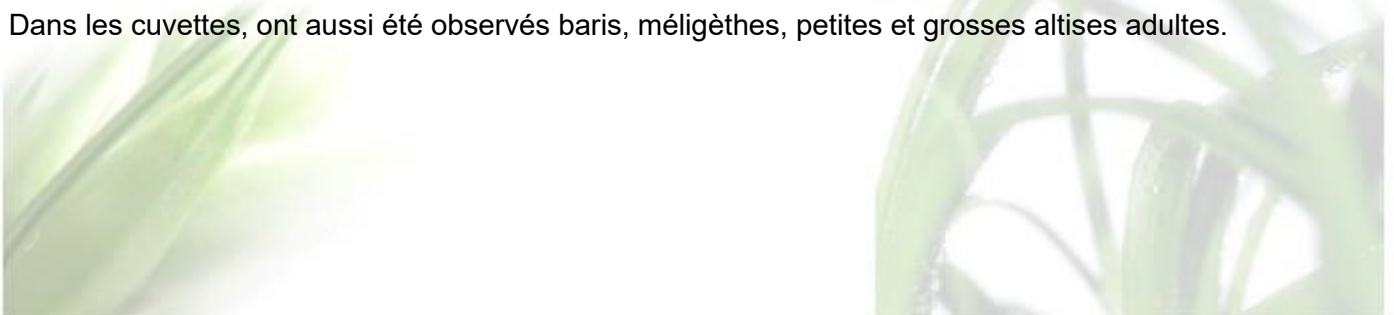 Dans les cuvettes, ont aussi été observés baris, méligèthes, petites et grosses altises adultes.